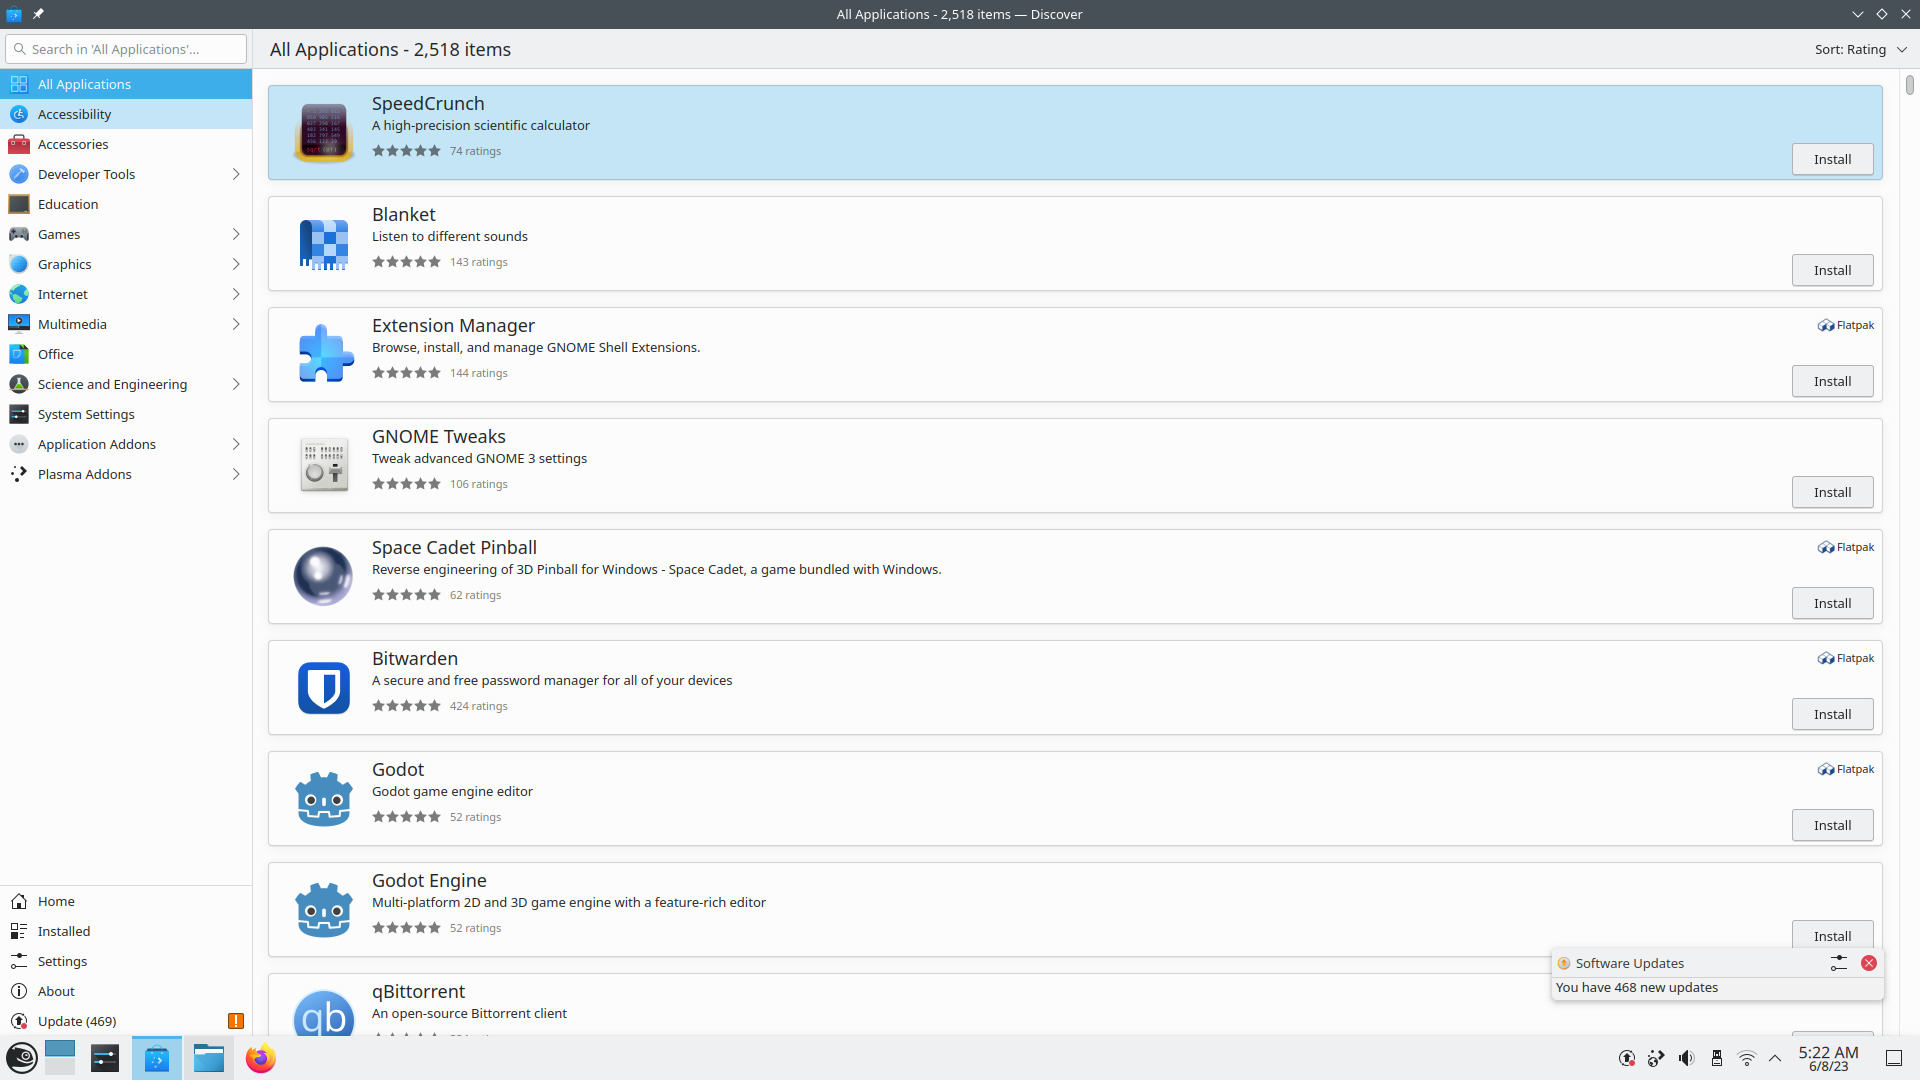 All Applications - 2,518 items — Discover
Search in 'All Applications'...
All Applications - 2,518 items
Sort: Rating
All Applications
Accessibility
Accessories
Developer Tools
Education
Games
Graphics
Internet
Multimedia
Office
Science and Engineering
System Settings
Application Addons
Plasma Addons
SpeedCrunch
A high-precision scientific calculator
74 ratings
Install
Blanket
Listen to different sounds
143 ratings
Install
Extension Manager
Flatpak
Browse, install, and manage GNOME Shell Extensions.
144 ratings
Install
GNOME Tweaks
Tweak advanced GNOME 3 settings
106 ratings
Install
Space Cadet Pinball
Flatpak
Reverse engineering of 3D Pinball for Windows - Space Cadet, a game bundled with Windows.
62 ratings
Install
Bitwarden
Flatpak
A secure and free password manager for all of your devices
424 ratings
Install
Godot
Flatpak
Godot game engine editor
52 ratings
Install
Godot Engine
Multi-platform 2D and 3D game engine with a feature-rich editor
52 ratings
Install
qb
qBittorrent
An open-source Bittorrent client
Software Updates
You have 468 new updates
Home
Installed
Settings
About
Update (469)
5:22 AM
6/8/23